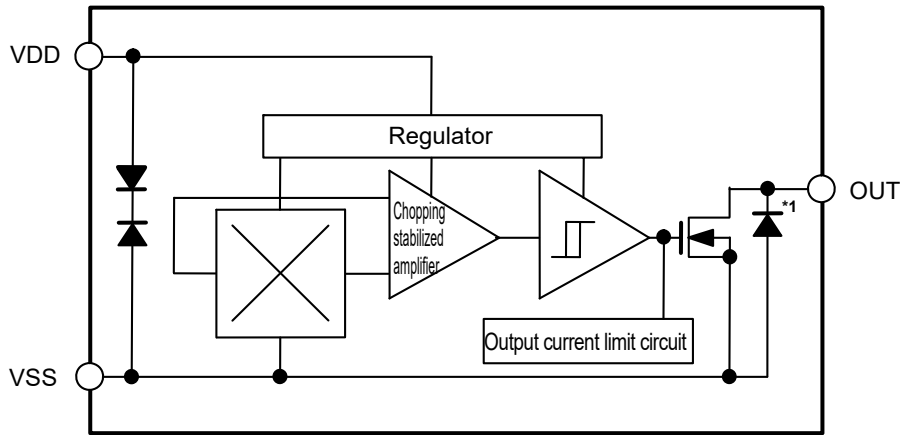 VDD
Regulator
OUT
*1
Chopping
stabilized
amplifier
Output current limit circuit
VSS